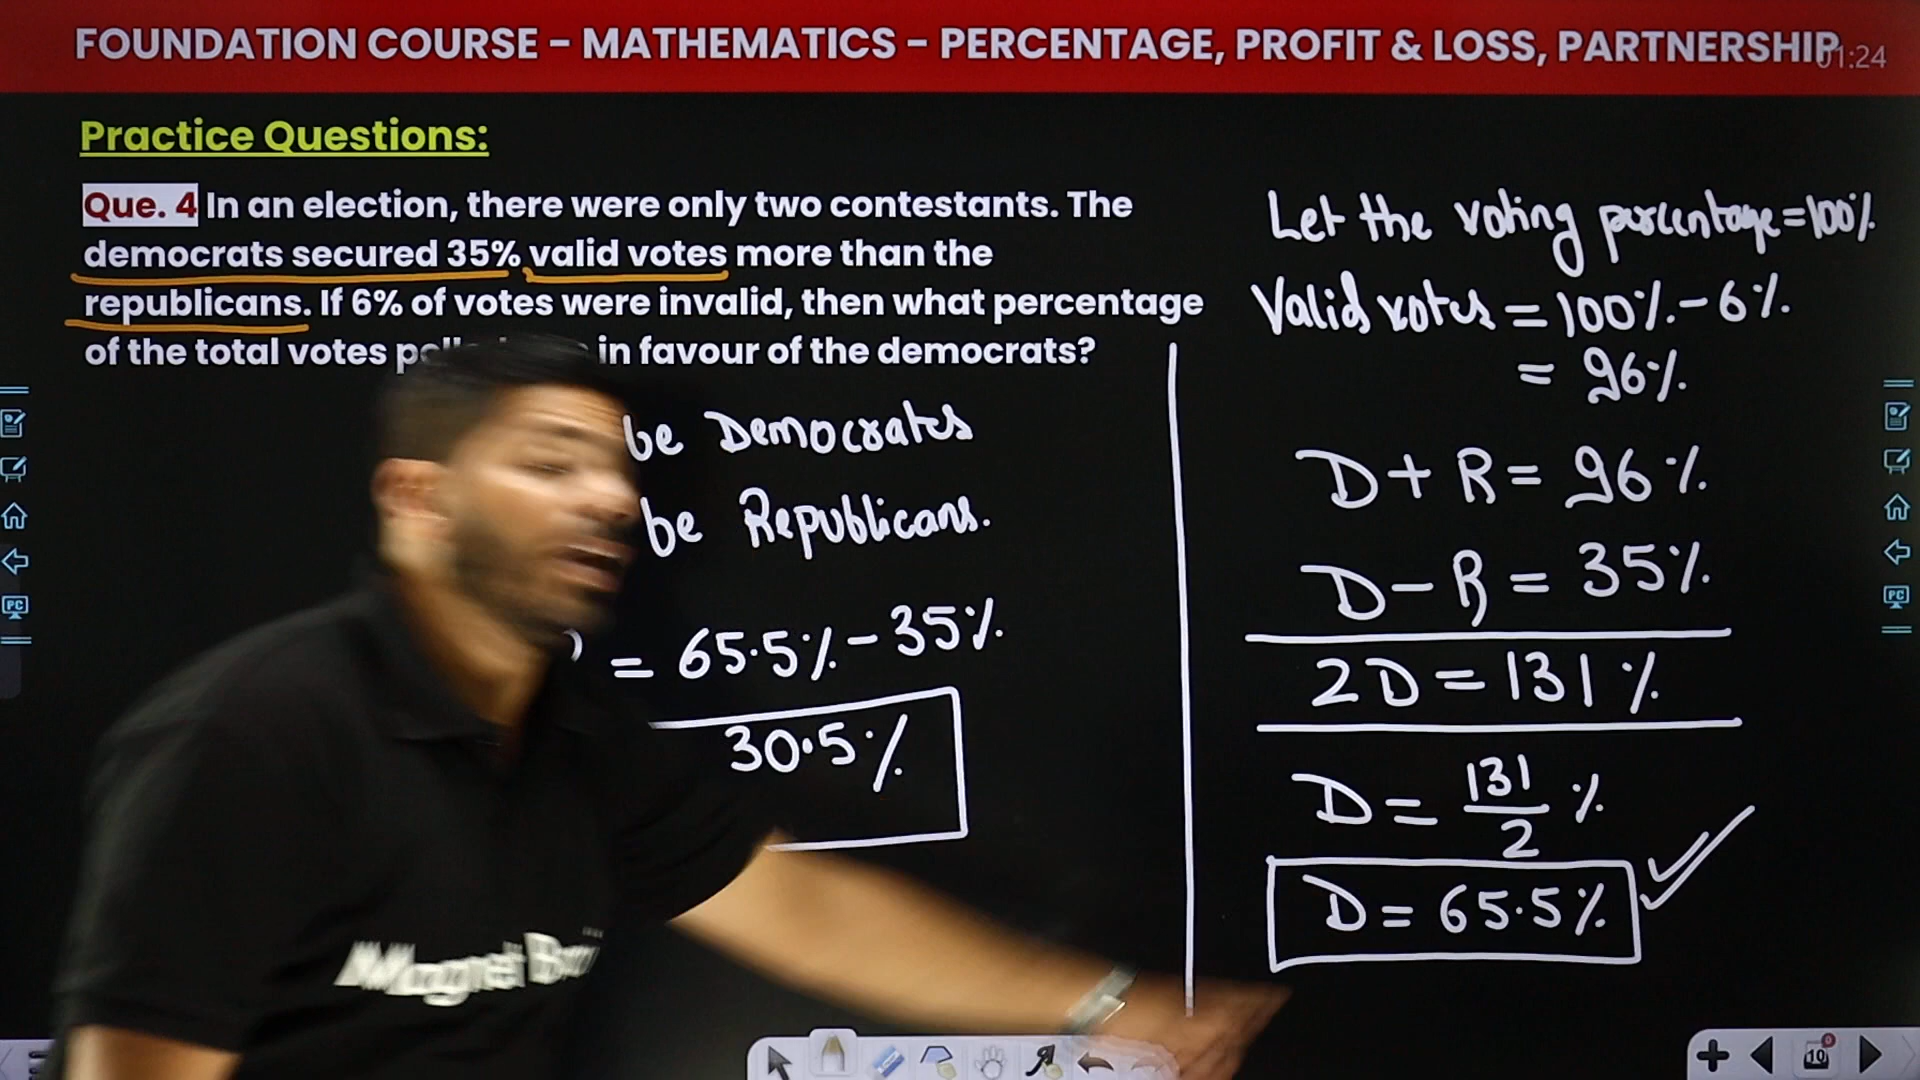 FOUNDATION COURSE - MATHEMATICS - PERCENTAGE, PROFIT & LOSS, PARTNERSHIP
01:24
Practice Questions:
Que. 4 In an election, there were only two contestants. The
democrats secured 35% valid votes more than the
republicans. If 6% of votes were invalid, then what percentage
of the total votes in favour of the democrats?
be Democrates
be Republicans.
= 65.5% - 35%
30.5%
Let the voting percentage = 100%
Valid votes = 100% - 6%
= 96%
D + R = 96%
D - R = 35%
2D = 131%
D = 131/2 %
D = 65.5%
PC
PC
10